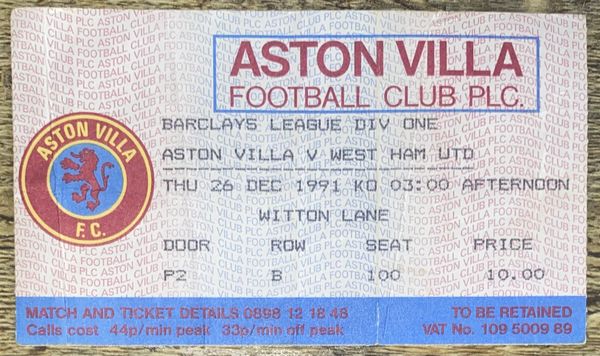 ASTON VILLA
FOOTBALL CLUB PLC.
BARCLAYS LEAGUE DIV ONE
ASTON VILLA V WEST HAM UTD
THU 26 DEC 1991 KO 03:00 AFTERNOON
WITTON LANE
DOOR ROW SEAT PRICE
P2 B 100 10.00
ASTON VILLA
F.C.
MATCH AND TICKET DETAILS 0898 12 18 48
Calls cost 44p/min peak 33p/min off peak
TO BE RETAINED
VAT No. 109 5009 89